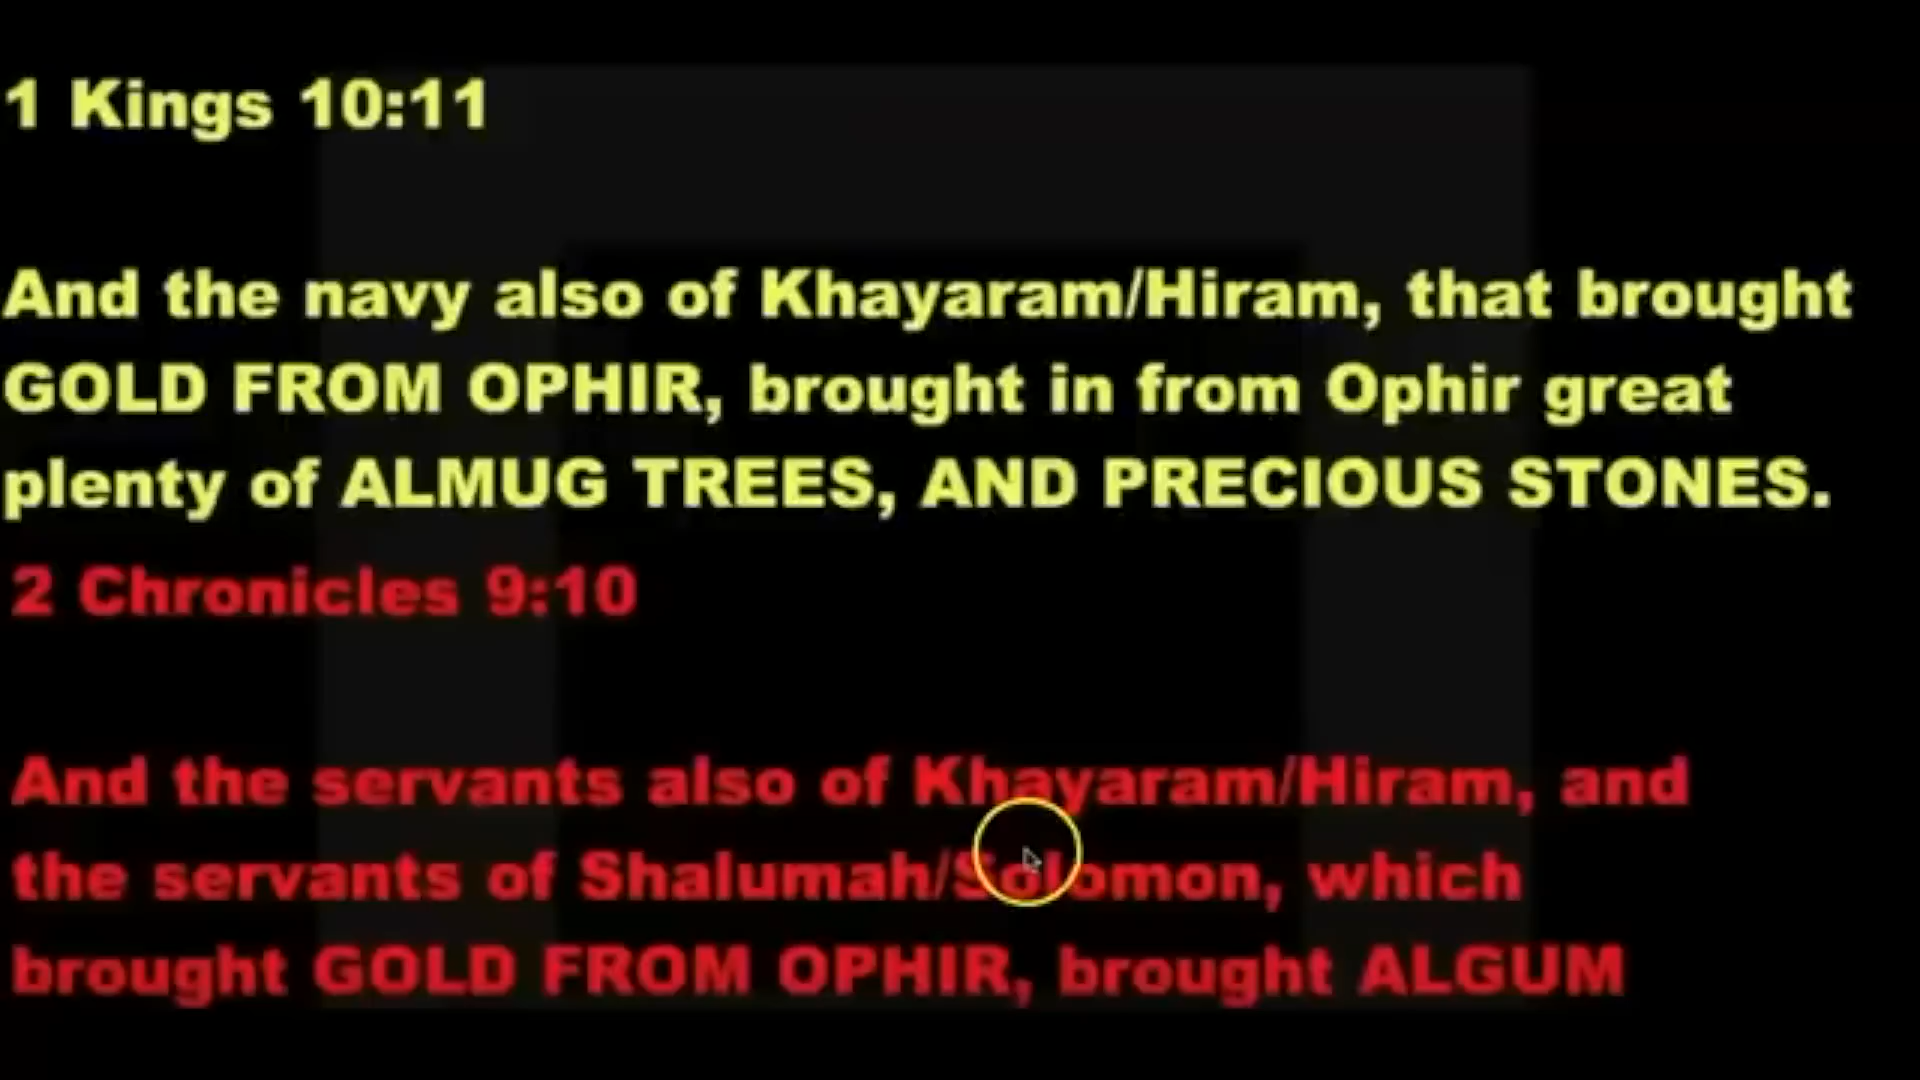 1 Kings 10:11
And the navy also of Khayaram/Hiram, that brought
GOLD FROM OPHIR, brought in from Ophir great
plenty of ALMUG TREES, AND PRECIOUS STONES.
2 Chronicles 9:10
And the servants also of Khayaram/Hiram, and
the servants of Shalumah/Solomon, which
brought GOLD FROM OPHIR, brought ALGUM